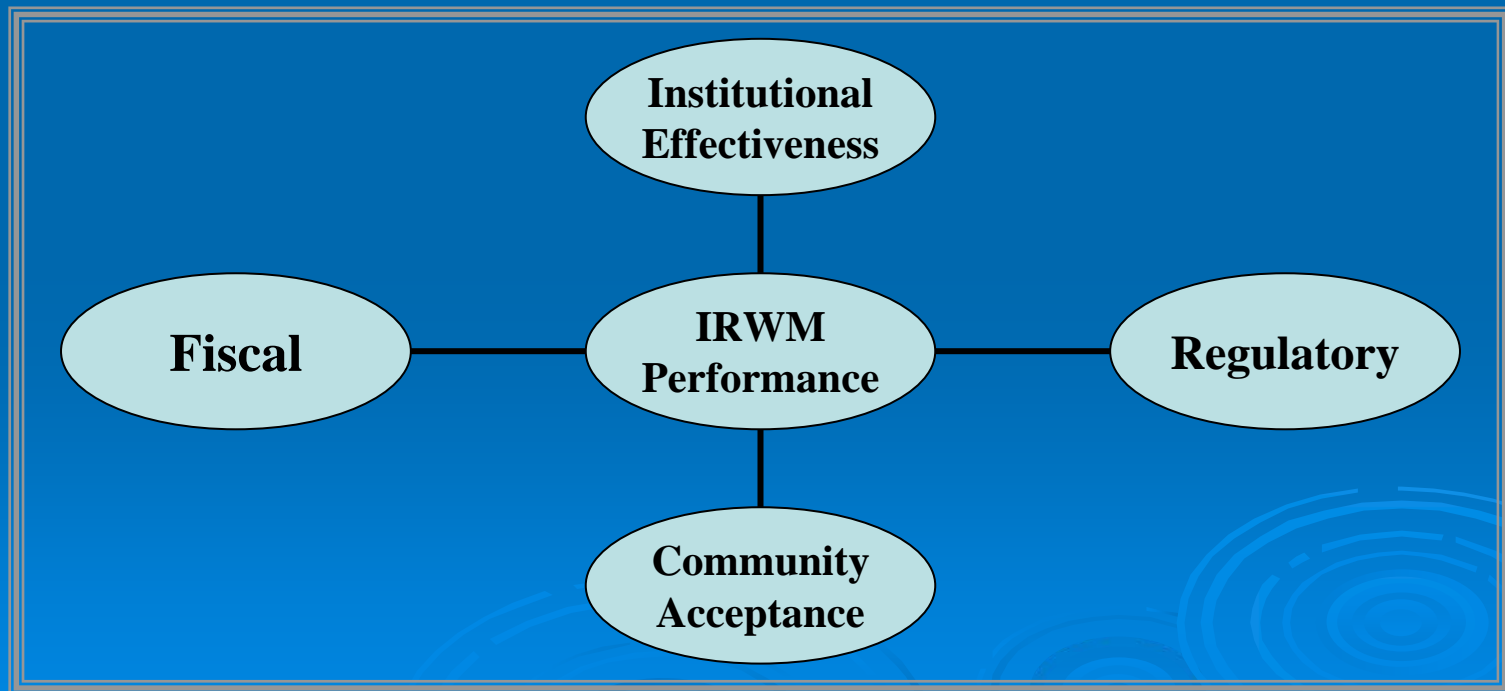 Institutional
Effectiveness
Fiscal
IRWM
Performance
Regulatory
Community
Acceptance